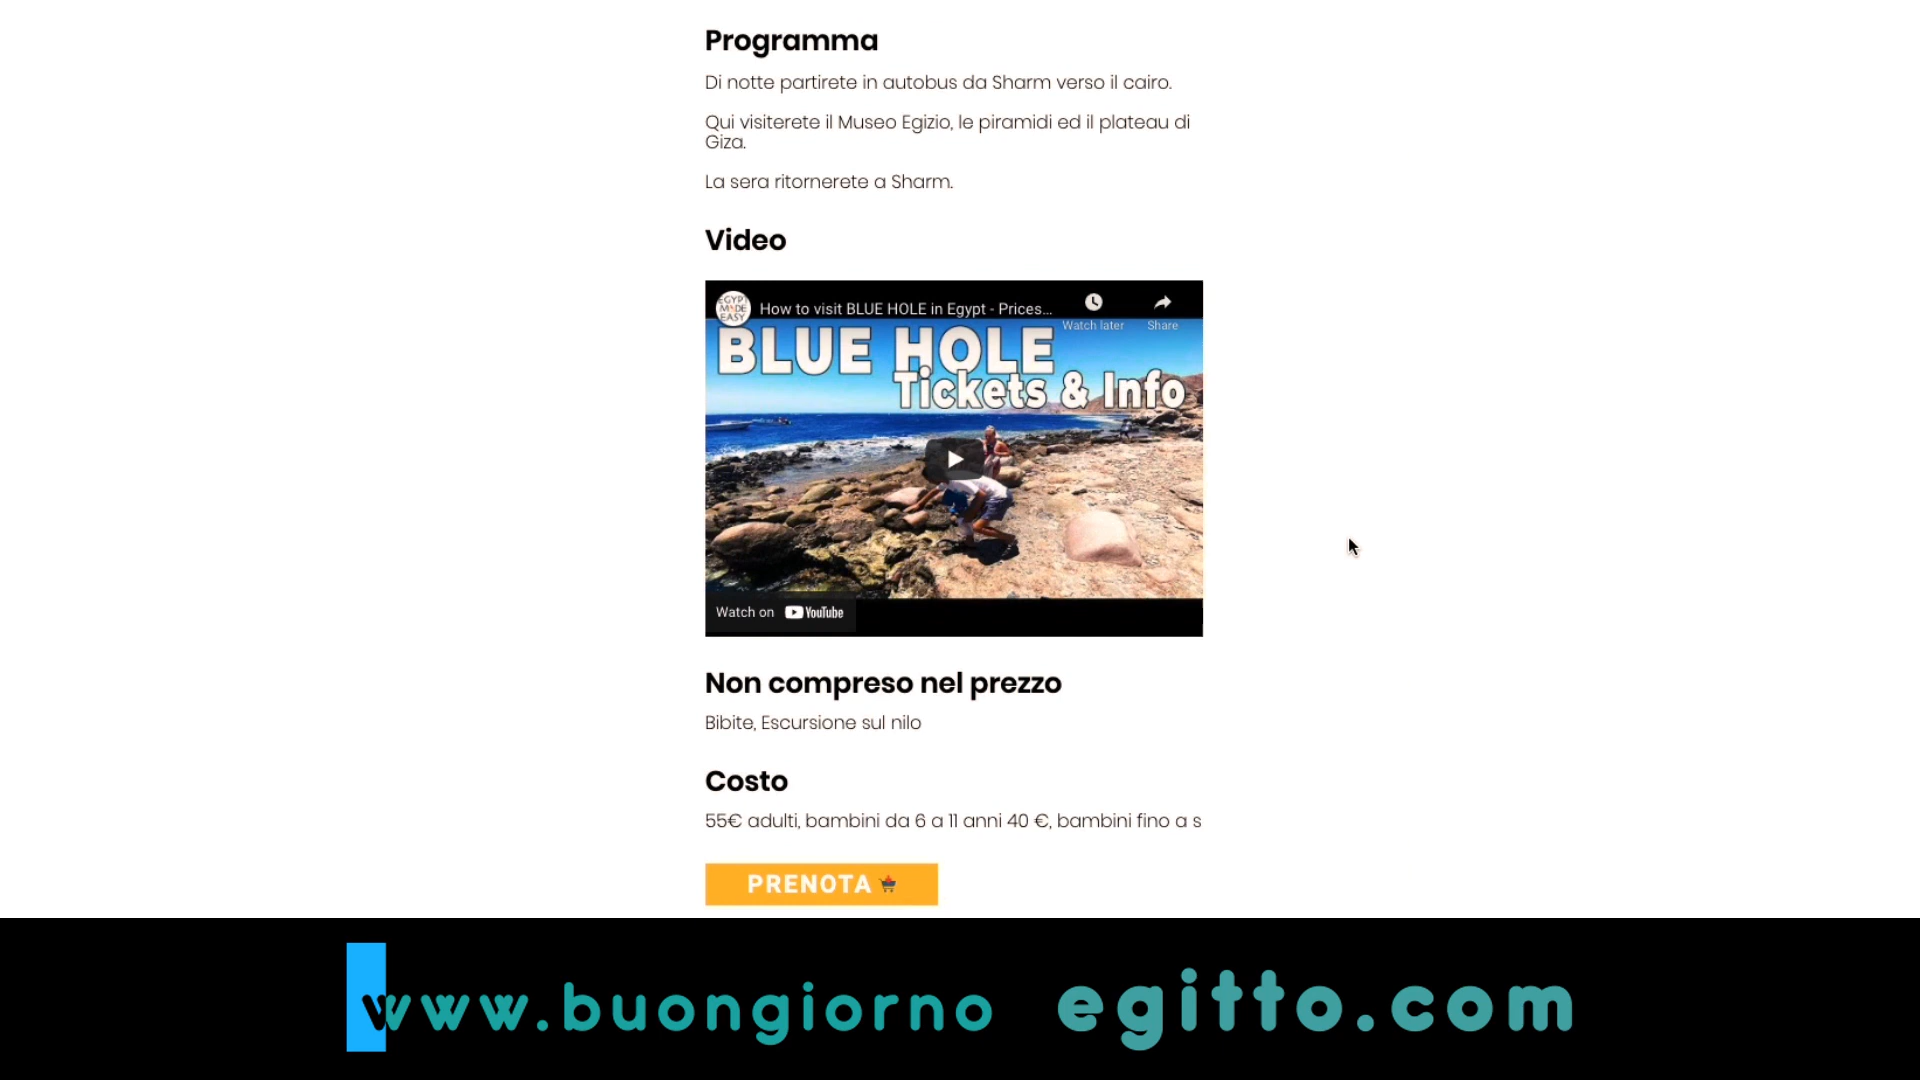 Programma
Di notte partirete in autobus da Sharm verso il cairo.
Qui visiterete il Museo Egizio, le piramidi ed il plateau di
Giza.
La sera ritornerete a Sharm.
Video
EGYPT MADE EASY
How to visit BLUE HOLE in Egypt - Prices...
Watch later
Share
BLUE HOLE
Tickets & Info
Watch on YouTube
Non compreso nel prezzo
Bibite, Escursione sul nilo
Costo
55€ adulti, bambini da 6 a 11 anni 40 €, bambini fino a s
PRENOTA
www.buongiorno egitto.com